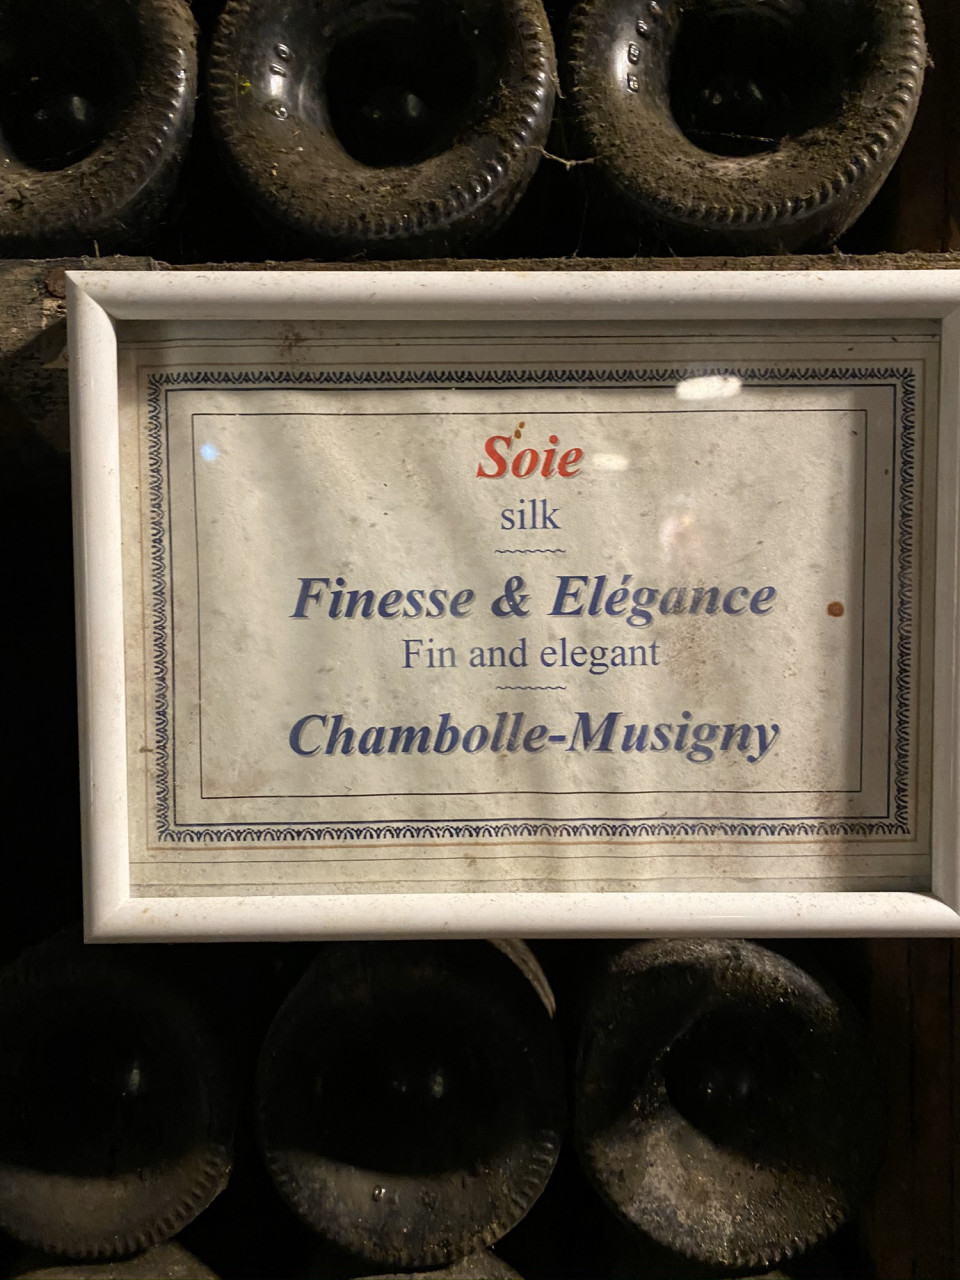 Soie
silk
Finesse & Elégance
Fin and elegant
Chambolle-Musigny